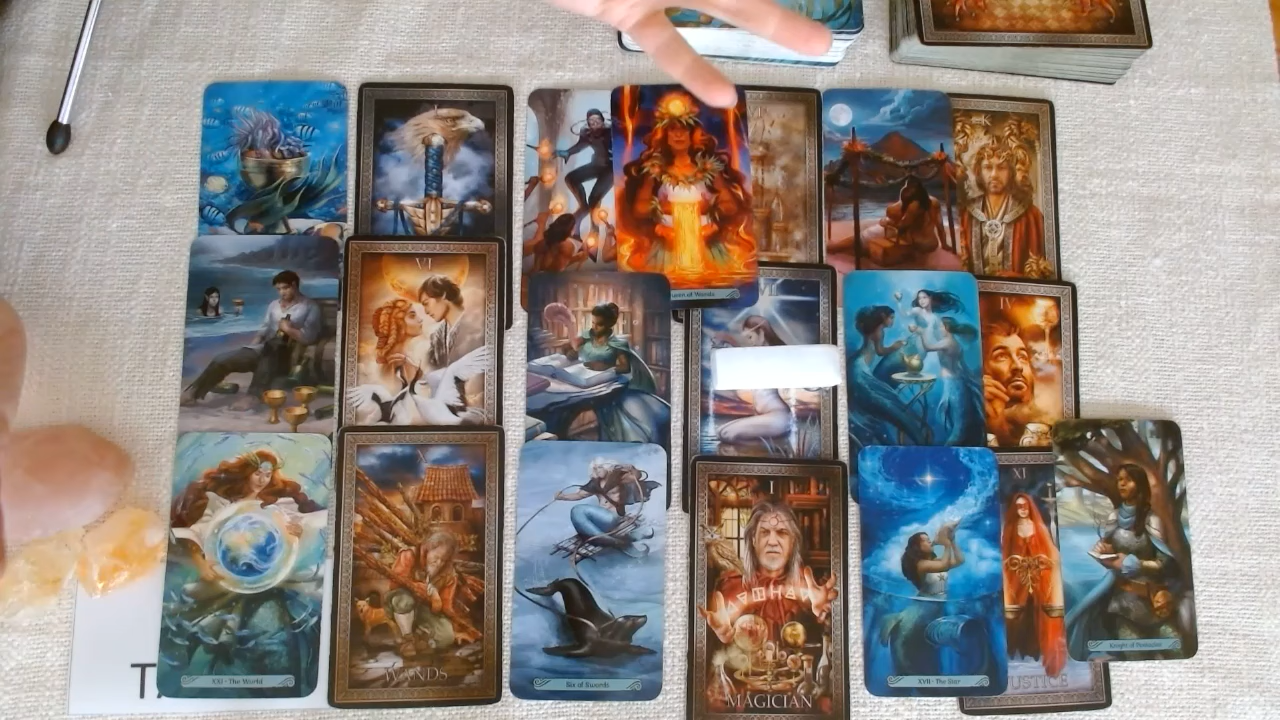 I
K
Queen of Wands
VI
IV
XI
I
XXI - The World
WANDS
Six of Swords
MAGICIAN
XVII - The Star
JUSTICE
Knight of Pentacles
T